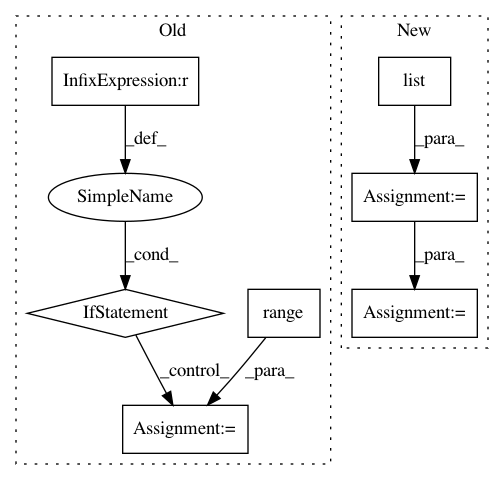 Old
New
InfixExpression:r
list
_def_
_para_
SimpleName
Assignment:=
_cond_
_para_
IfStatement
range
Assignment:=
_control_
_para_
Assignment:=